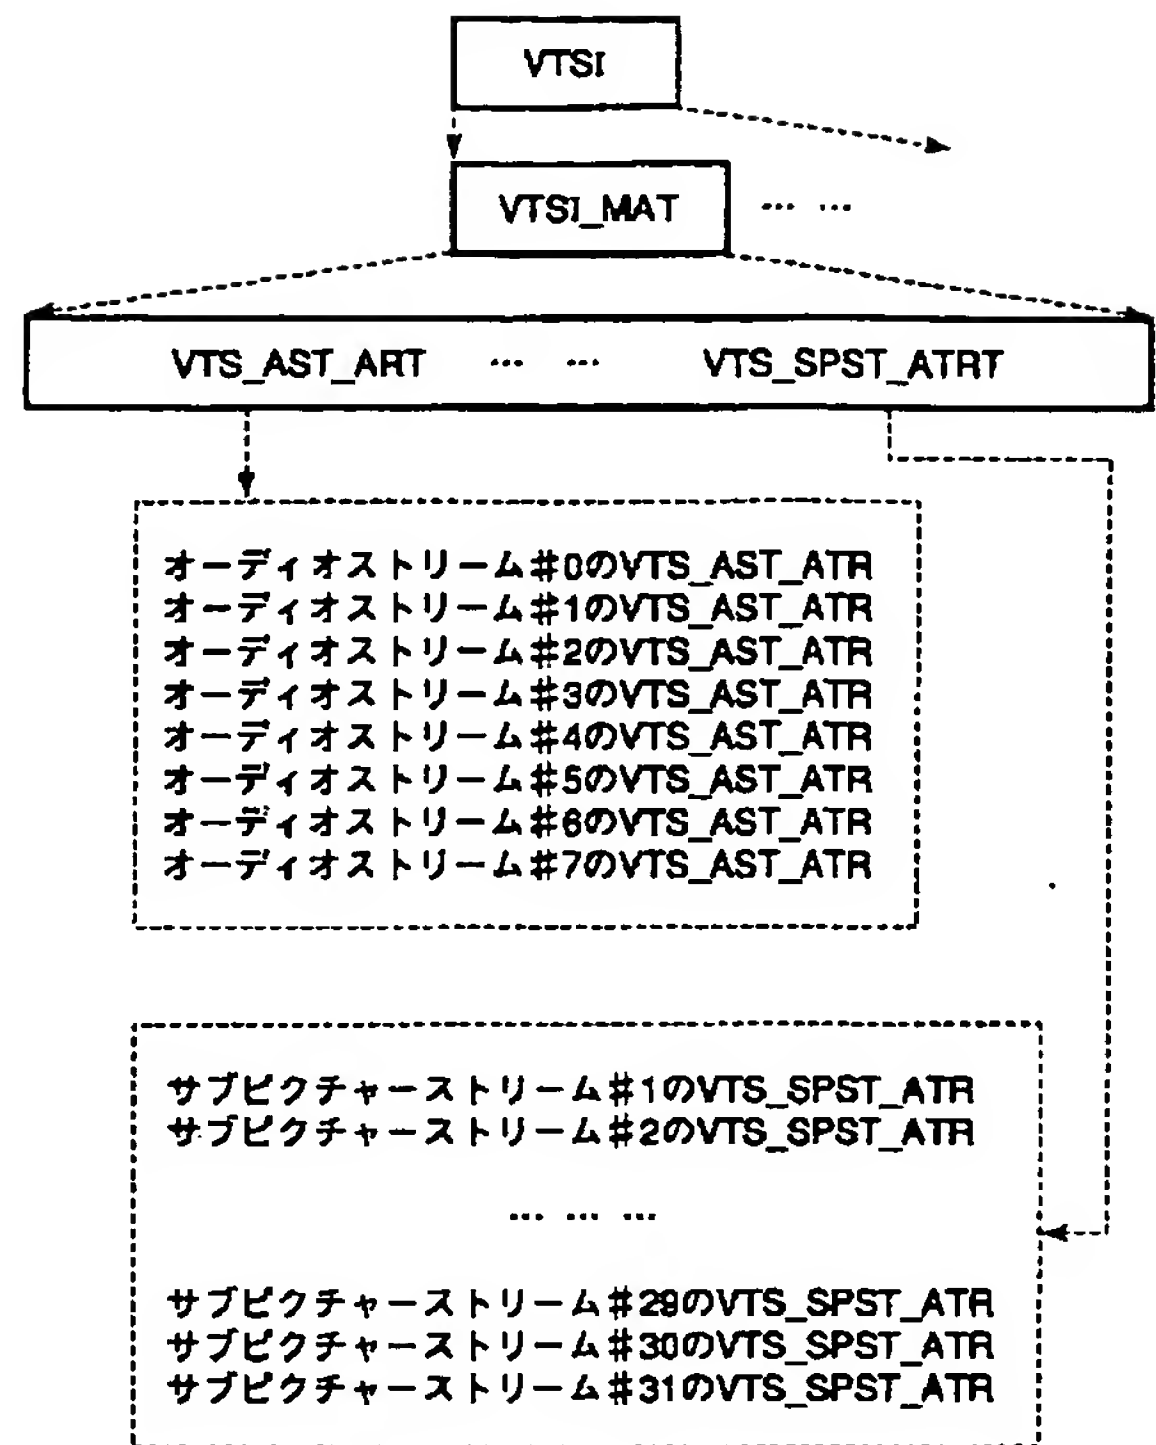 VTSI
VTSI_MAT … …
VTS_AST_ART … … VTS_SPST_ATRT
オーディオストリーム#0のVTS_AST_ATR
オーディオストリーム#1のVTS_AST_ATR
オーディオストリーム#2のVTS_AST_ATR
オーディオストリーム#3のVTS_AST_ATR
オーディオストリーム#4のVTS_AST_ATR
オーディオストリーム#5のVTS_AST_ATR
オーディオストリーム#6のVTS_AST_ATR
オーディオストリーム#7のVTS_AST_ATR
サブピクチャーストリーム#1のVTS_SPST_ATR
サブピクチャーストリーム#2のVTS_SPST_ATR
… … …
サブピクチャーストリーム#29のVTS_SPST_ATR
サブピクチャーストリーム#30のVTS_SPST_ATR
サブピクチャーストリーム#31のVTS_SPST_ATR